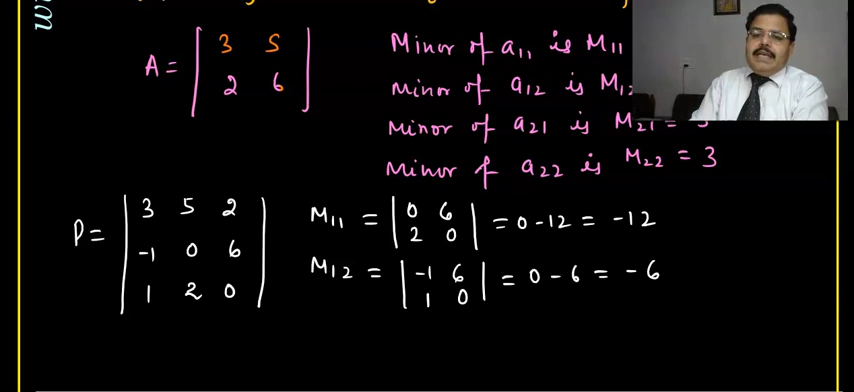 A = | 3 5 |
| 2 6 |
Minor of a11 is M11
Minor of a12 is M12
Minor of a21 is M21 =
Minor of a22 is M22 = 3
P = | 3 5 2 |
| -1 0 6 |
| 1 2 0 |
M11 = | 0 6 | = 0-12 = -12
| 2 0 |
M12 = | -1 6 | = 0-6 = -6
| 1 0 |